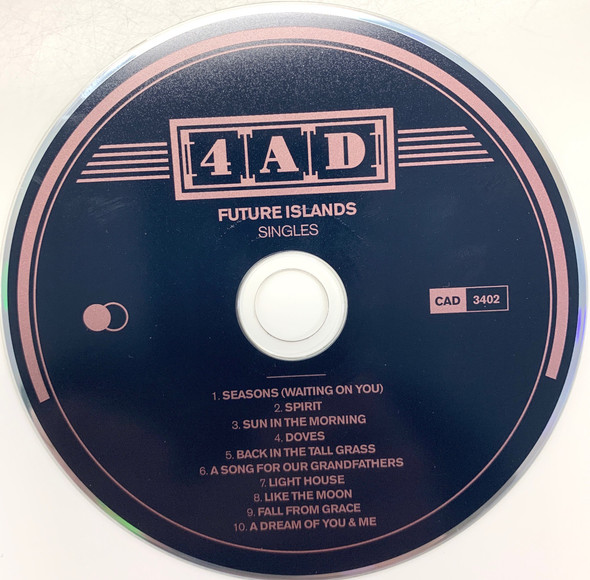 4AD
FUTURE ISLANDS
SINGLES
CAD 3402
1. SEASONS (WAITING ON YOU)
2. SPIRIT
3. SUN IN THE MORNING
4. DOVES
5. BACK IN THE TALL GRASS
6. A SONG FOR OUR GRANDFATHERS
7. LIGHT HOUSE
8. LIKE THE MOON
9. FALL FROM GRACE
10. A DREAM OF YOU & ME